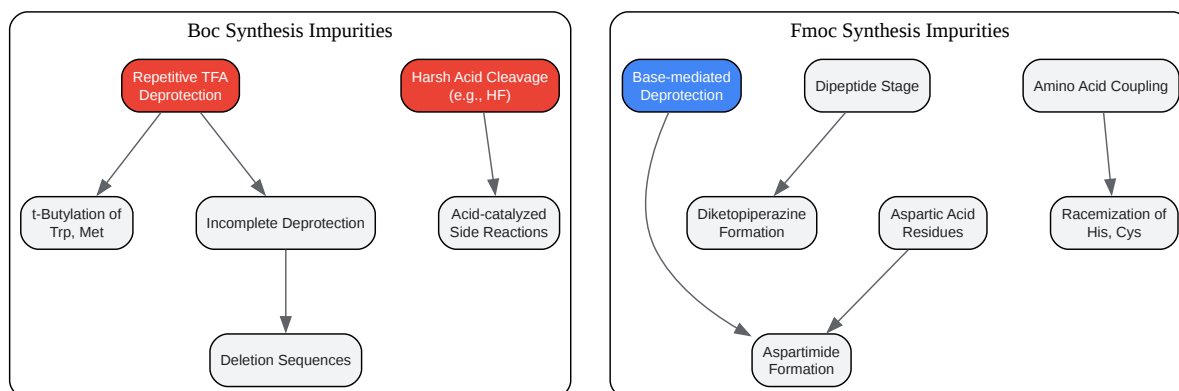 Boc Synthesis Impurities
Repetitive TFA
Deprotection
Harsh Acid Cleavage
(e.g., HF)
t-Butylation of
Trp, Met
Incomplete Deprotection
Acid-catalyzed
Side Reactions
Deletion Sequences
Fmoc Synthesis Impurities
Base-mediated
Deprotection
Dipeptide Stage
Amino Acid Coupling
Diketopiperazine
Formation
Aspartic Acid
Residues
Racemization of
His, Cys
Aspartimide
Formation